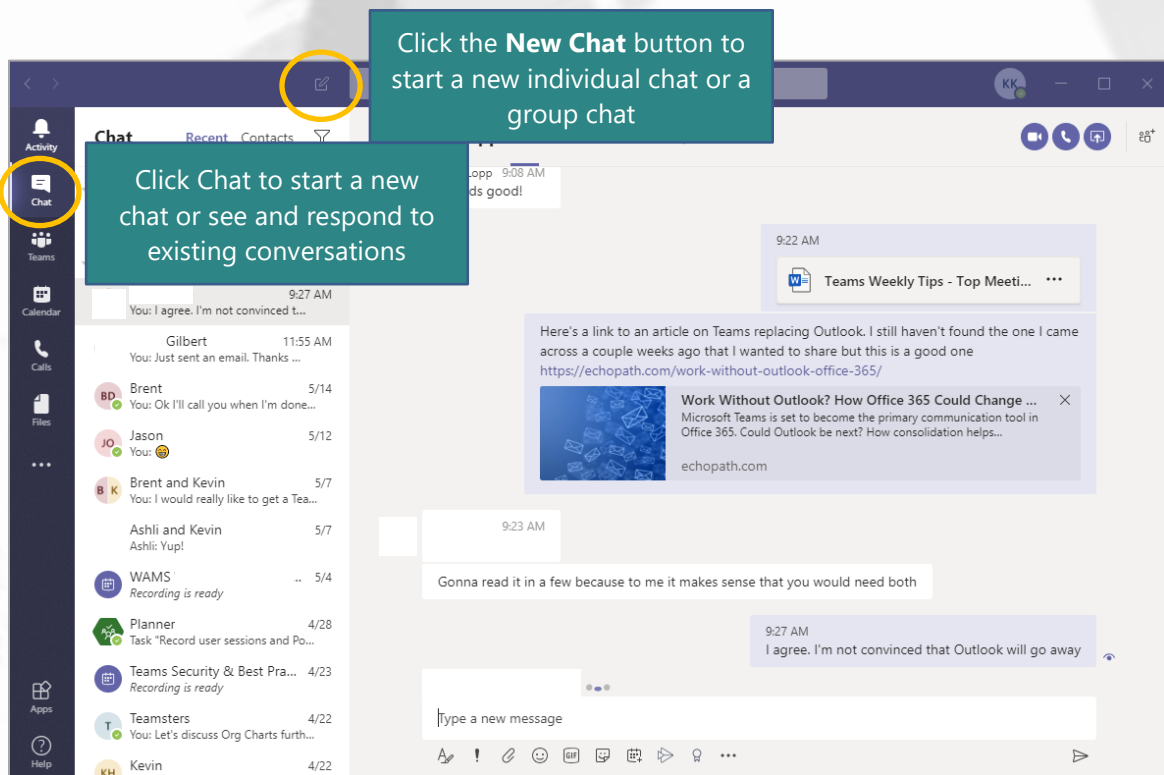 Click the New Chat button to
start a new individual chat or a
group chat
KK
Activity
Chat
Recent
Contacts
Click Chat to start a new
chat or see and respond to
existing conversations
Chat
Teams
Calendar
Calls
Files
Apps
Help
9:27 AM
You: I agree. I'm not convinced t...
Gilbert 11:55 AM
You: Just sent an email. Thanks ...
BD
Brent 5/14
You: Ok I'll call you when I'm done...
JO
Jason 5/12
You: 😁
B K
Brent and Kevin 5/7
You: I would really like to get a Tea...
Ashli and Kevin 5/7
Ashli: Yup!
WAMS .. 5/4
Recording is ready
Planner 4/28
Task "Record user sessions and Po...
Teams Security & Best Pra... 4/23
Recording is ready
T
Teamsters 4/22
You: Let's discuss Org Charts furth...
KH
Kevin 4/22
9:08 AM
good!
9:22 AM
Teams Weekly Tips - Top Meeti... ...
Here's a link to an article on Teams replacing Outlook. I still haven't found the one I came
across a couple weeks ago that I wanted to share but this is a good one
https://echopath.com/work-without-outlook-office-365/
Work Without Outlook? How Office 365 Could Change ...
Microsoft Teams is set to become the primary communication tool in
Office 365. Could Outlook be next? How consolidation helps...
echopath.com
9:23 AM
Gonna read it in a few because to me it makes sense that you would need both
9:27 AM
I agree. I'm not convinced that Outlook will go away
Type a new message
GIF